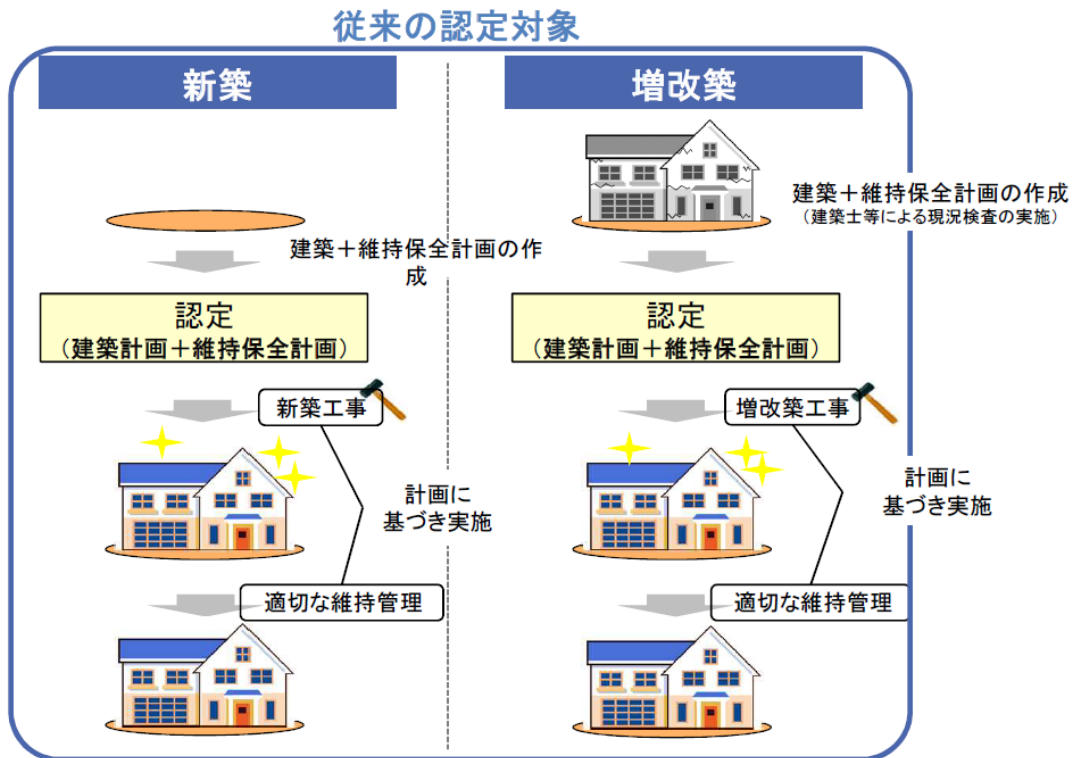 従来の認定対象
新築
建築＋維持保全計画の作
成
認定
（建築計画＋維持保全計画）
新築工事
計画に
基づき実施
適切な維持管理
増改築
建築＋維持保全計画の作成
（建築士等による現況検査の実施）
認定
（建築計画＋維持保全計画）
増改築工事
計画に
基づき実施
適切な維持管理